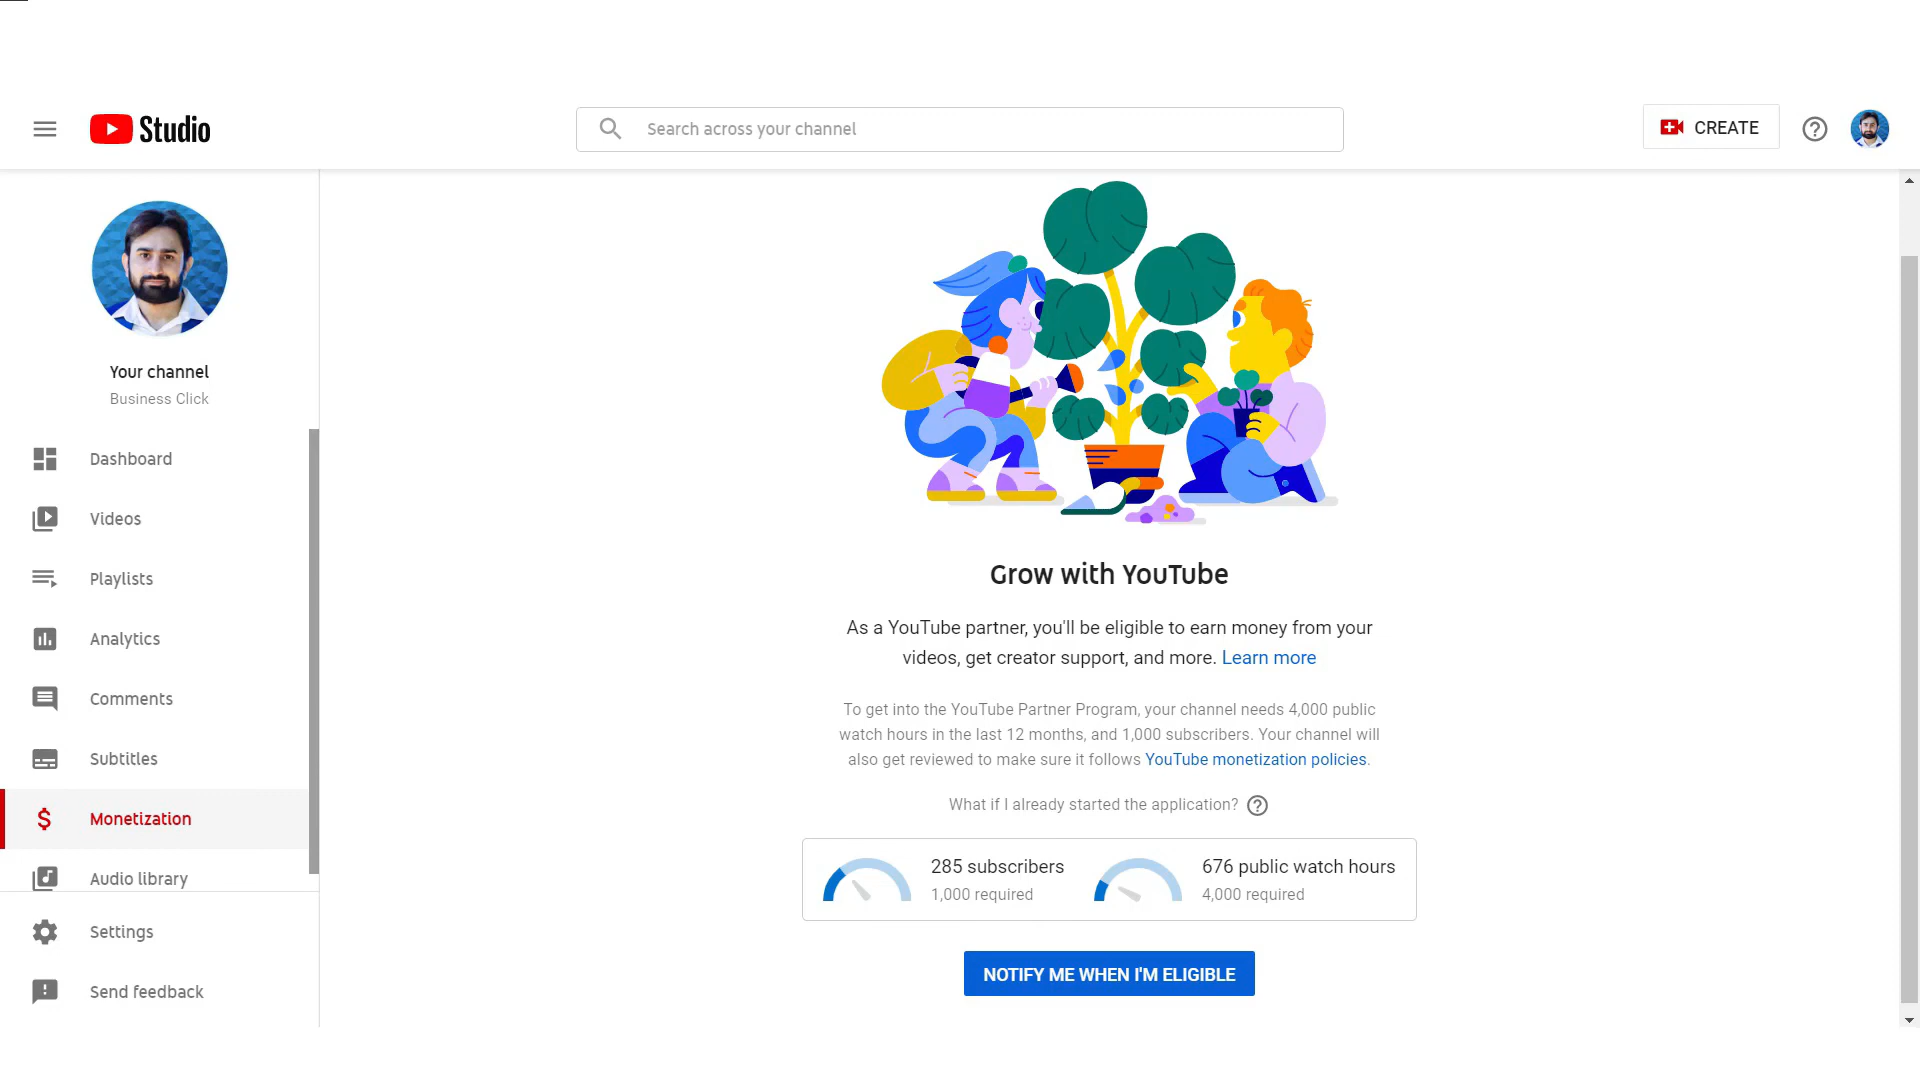 Studio
Search across your channel
CREATE
Your channel
Business Click
Dashboard
Videos
Playlists
Analytics
Comments
Subtitles
Monetization
Audio library
Settings
Send feedback
Grow with YouTube
As a YouTube partner, you'll be eligible to earn money from your
videos, get creator support, and more. Learn more
To get into the YouTube Partner Program, your channel needs 4,000 public
watch hours in the last 12 months, and 1,000 subscribers. Your channel will
also get reviewed to make sure it follows YouTube monetization policies.
What if I already started the application?
285 subscribers
1,000 required
676 public watch hours
4,000 required
NOTIFY ME WHEN I'M ELIGIBLE